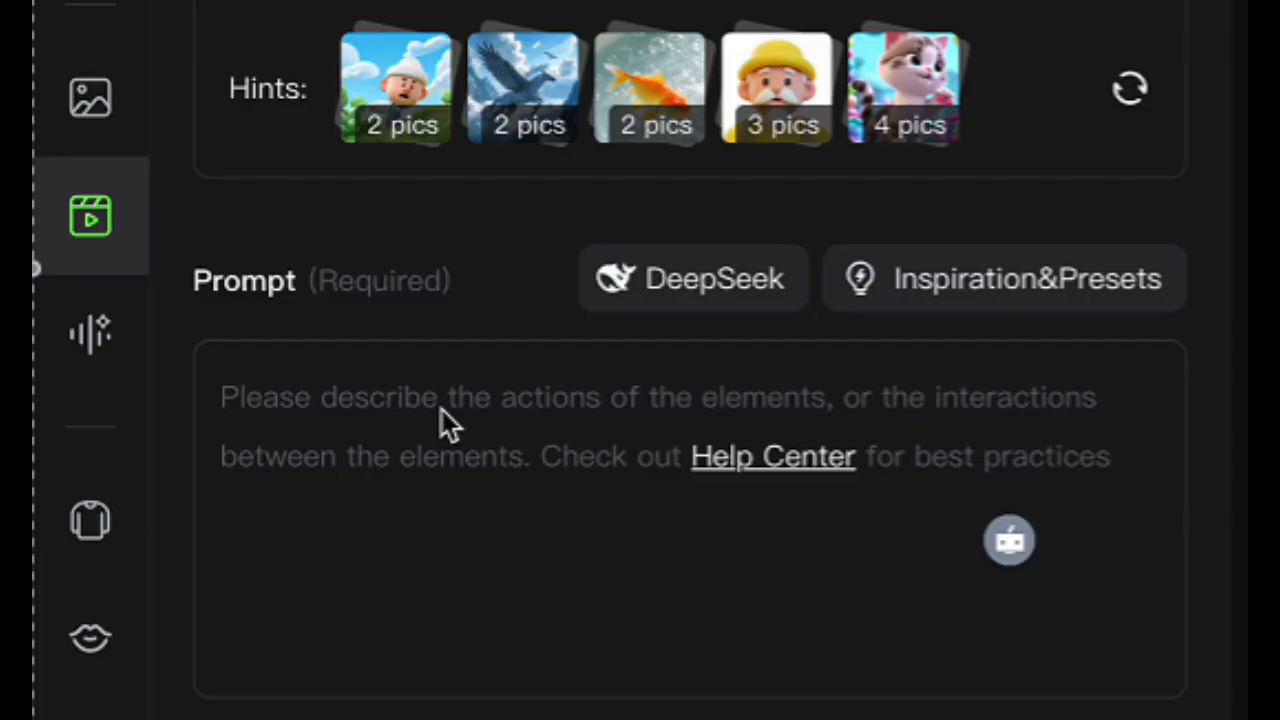 Hints:
2 pics
2 pics
2 pics
3 pics
4 pics
Prompt (Required)
DeepSeek
Inspiration&Presets
Please describe the actions of the elements, or the interactions
between the elements. Check out Help Center for best practices